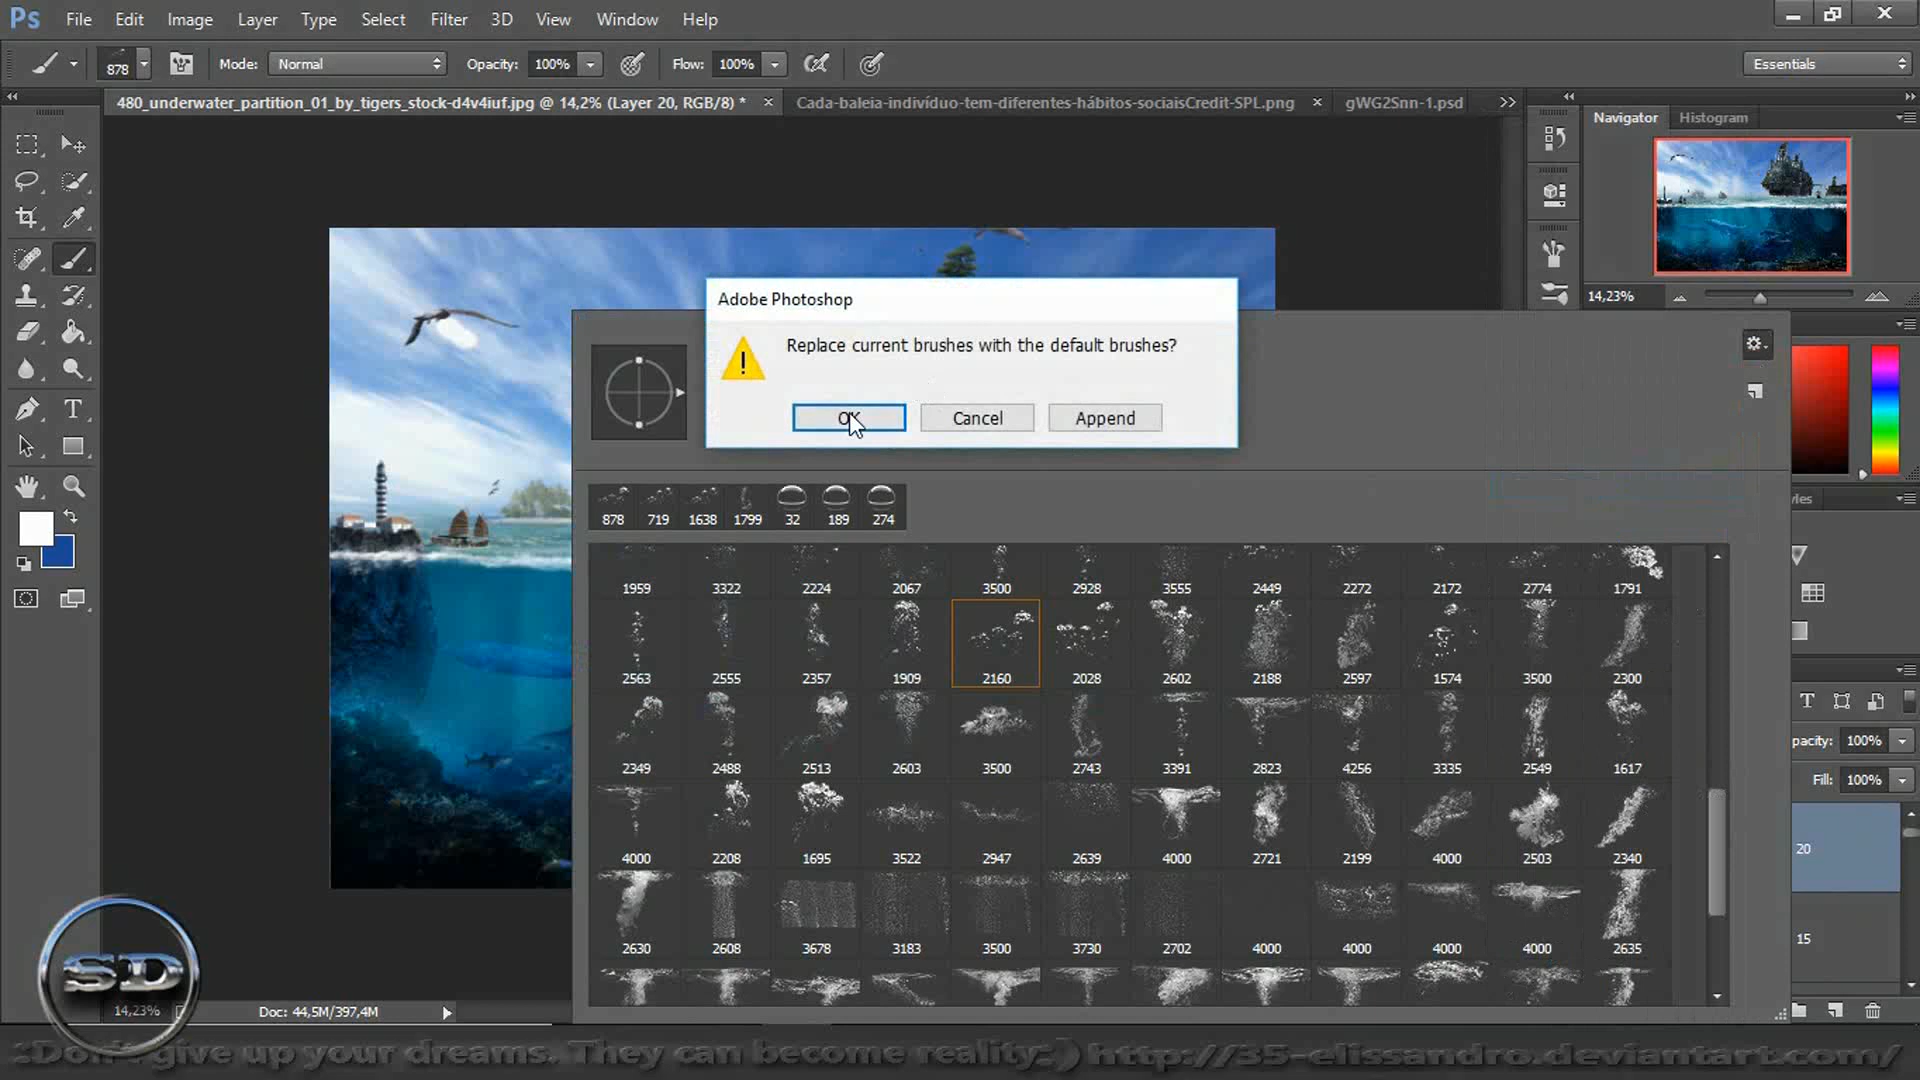 Ps File Edit Image Layer Type Select Filter 3D View Window Help
878 Mode: Normal Opacity: 100% Flow: 100% Essentials
480_underwater_partition_01_by_tigers_stock-d4v4iuf.jpg @ 14,2% (Layer 20, RGB/8) * × Cada-baleia-indivíduo-tem-diferentes-hábitos-sociaisCredit-SPL.png × gWG2Snn-1.psd
Navigator Histogram
14,23%
Adobe Photoshop
Replace current brushes with the default brushes?
OK Cancel Append
878 719 1638 1799 32 189 274
1959 3322 2224 2067 3500 2928 3555 2449 2272 2172 2774 1791
2563 2555 2357 1909 2160 2028 2602 2188 2597 1574 3500 2300
2349 2488 2513 2603 3500 2743 3391 2823 4256 3335 2549 1617
4000 2208 1695 3522 2947 2639 4000 2721 2199 4000 2503 2340
2630 2608 3678 3183 3500 3730 2702 4000 4000 4000 4000 2635
yles
pacity: 100%
Fill: 100%
20
15
SD
14,23% Doc: 44,5M/397,4M
:Don't give up your dreams. They can become reality:) http://35-elissandro.deviantart.com/